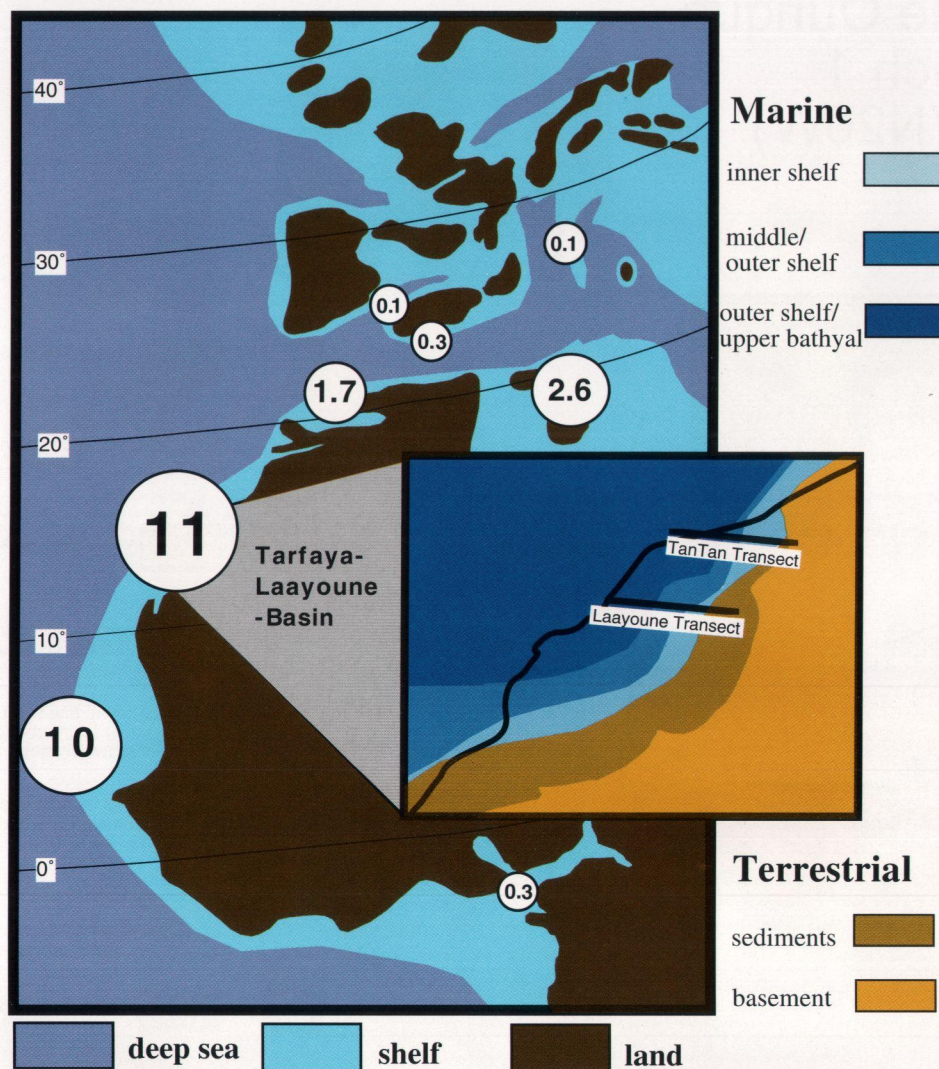 40°
30°
20°
10°
0°
0.1
0.1
0.3
1.7
2.6
11
10
0.3
Tarfaya-
Laayoune
-Basin
TanTan Transect
Laayoune Transect
Marine
inner shelf
middle/
outer shelf
outer shelf/
upper bathyal
Terrestrial
sediments
basement
deep sea
shelf
land